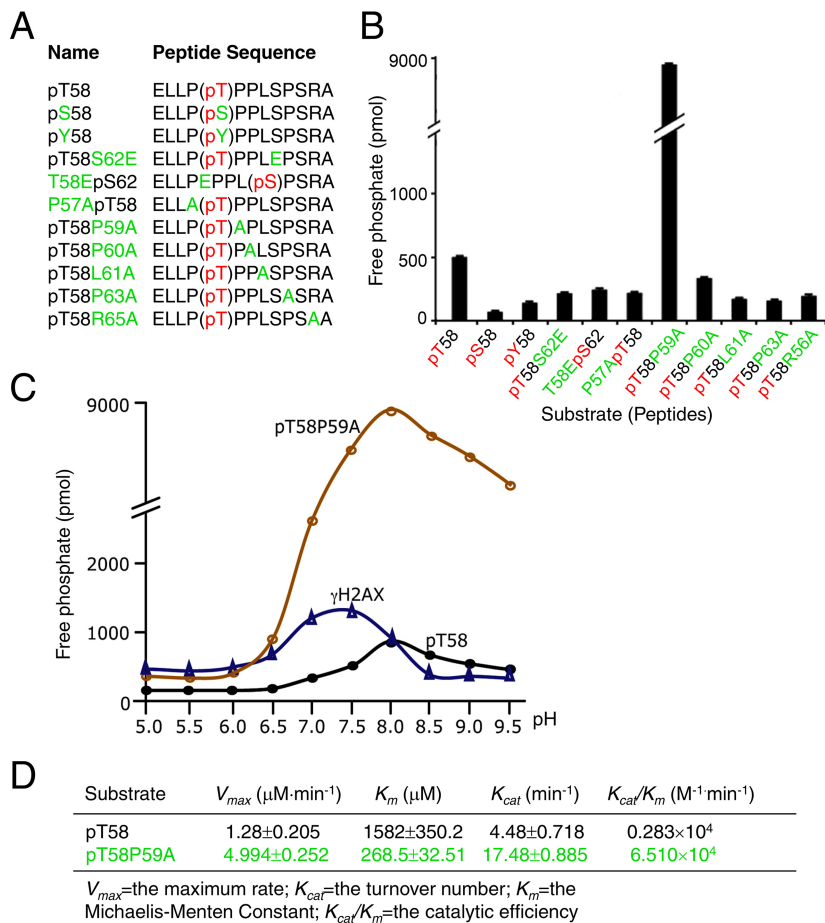 A
Name Peptide Sequence
pT58 ELLP(pT)PPLSPSRA
pS58 ELLP(pS)PPLSPSRA
pY58 ELLP(pY)PPLSPSRA
pT58S62E ELLP(pT)PPLEPSRA
T58EpS62 ELLPEPPL(pS)PSRA
P57ApT58 ELLA(pT)PPLSPSRA
pT58P59A ELLP(pT)APLSPSRA
pT58P60A ELLP(pT)PALSPSRA
pT58L61A ELLP(pT)PPASPSRA
pT58P63A ELLP(pT)PPLSASRA
pT58R65A ELLP(pT)PPLSPSAA
B
Free phosphate (pmol)
9000
1000
500
0
pT58 pS58 pY58 pT58S62E T58EpS62 P57ApT58 pT58P59A pT58P60A pT58L61A pT58P63A pT58R56A
Substrate (Peptides)
C
Free phosphate (pmol)
9000
2000
1000
0
pT58P59A
γH2AX
pT58
5.0 5.5 6.0 6.5 7.0 7.5 8.0 8.5 9.0 9.5 pH
D
Substrate Vmax (μM·min-1) Km (μM) Kcat (min-1) Kcat/Km (M-1·min-1)
pT58 1.28±0.205 1582±350.2 4.48±0.718 0.283×10⁴
pT58P59A 4.994±0.252 268.5±32.51 17.48±0.885 6.510×10⁴
Vmax=the maximum rate; Kcat=the turnover number; Km=the
Michaelis-Menten Constant; Kcat/Km=the catalytic efficiency